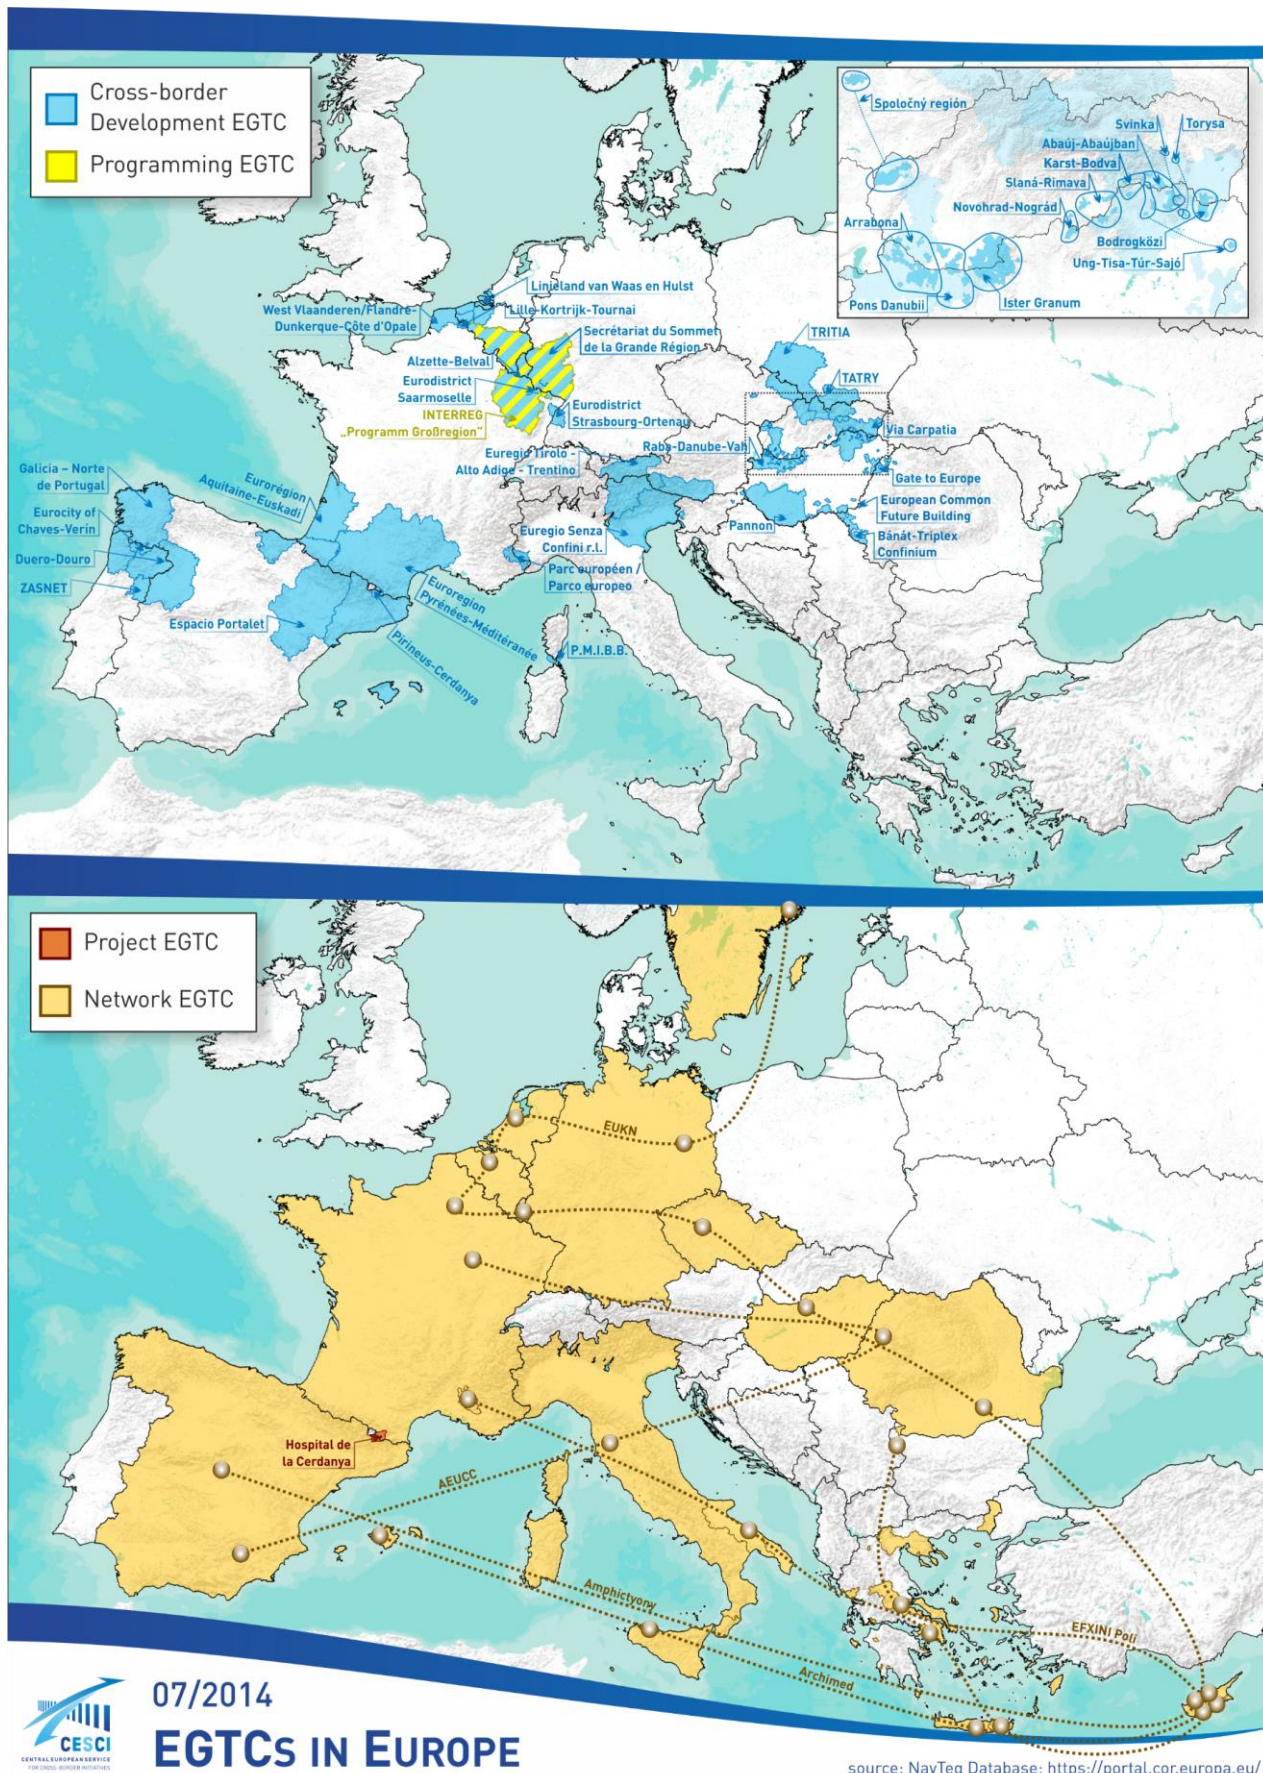 Cross-border
Development EGTC
Programming EGTC
Spoločný región
Svinka
Torysa
Abaúj-Abaújban
Karst-Bodva
Slaná-Rimava
Novohrad-Nográd
Arrabona
Bodrogközi
Ung-Tisa-Túr-Sajó
Pons Danubii
Ister Granum
Linieland van Waas en Hulst
West Vlaanderen/Flandre-
Dunkerque-Côte d'Opale
Lille-Kortrijk-Tournai
Secrétariat du Sommet
de la Grande Région
TRITIA
Alzette-Belval
TATRY
Eurodistrict
Saarmoselle
Eurodistrict
Strasbourg-Ortenau
INTERREG
„Programm Großregion"
Via Carpatia
Raba-Danube-Vah
Euregio Tirolo -
Alto Adige - Trentino
Galicia – Norte
de Portugal
Eurorégion
Aquitaine-Euskadi
Gate to Europe
Eurocity of
Chaves-Verín
European Common
Future Building
Euregio Senza
Confini r.l.
Pannon
Bánát-Triplex
Confinium
Duero-Douro
Parc européen /
Parco europeo
ZASNET
Euroregion
Pyrénées-Méditéranée
Espacio Portalet
Pirineus-Cerdanya
P.M.I.B.B.
Project EGTC
Network EGTC
EUKN
Hospital de
la Cerdanya
AEUCC
Amphictyony
EFXINI Poli
Archimed
07/2014
EGTCs in Europe
CESCI
CENTRAL EUROPEAN SERVICE
FOR CROSS-BORDER INITIATIVES
source: NavTeq Database; https://portal.cor.europa.eu/